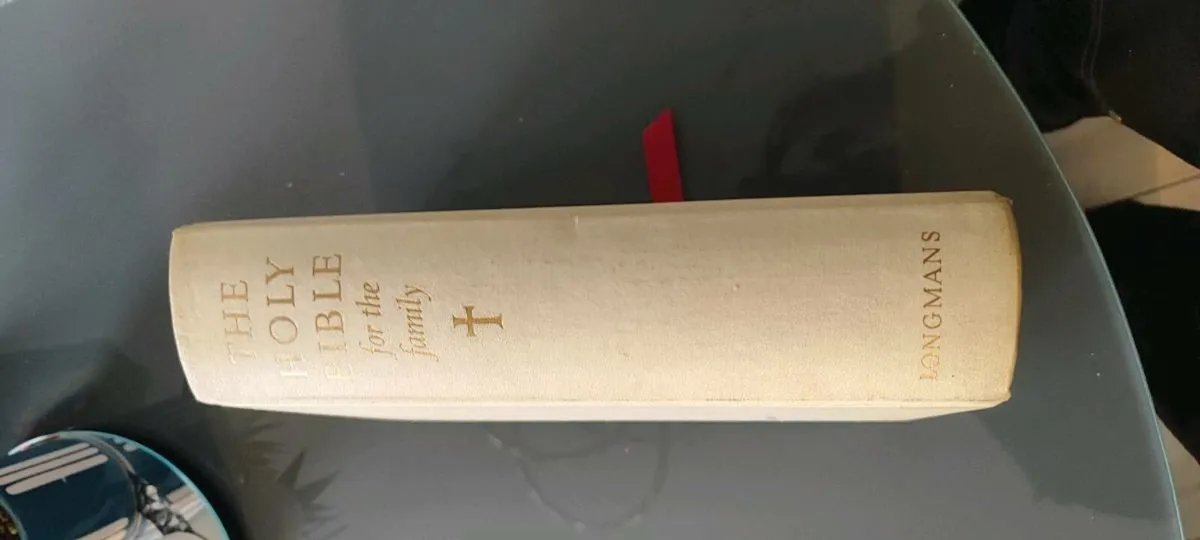 THE
HOLY
BIBLE
for the
family
LONGMANS